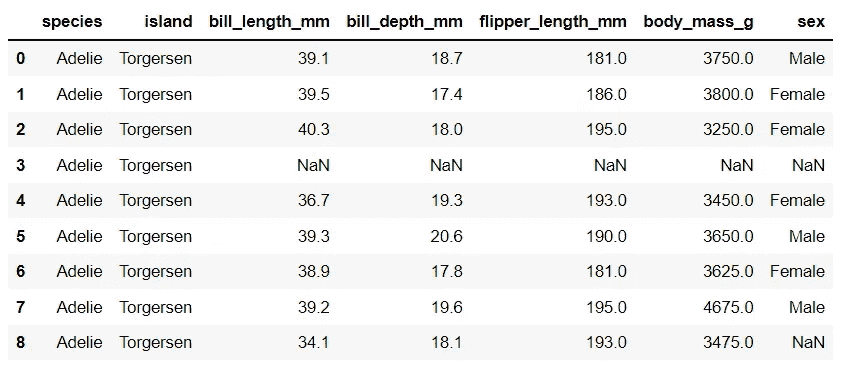 species island bill_length_mm bill_depth_mm flipper_length_mm body_mass_g sex
0 Adelie Torgersen 39.1 18.7 181.0 3750.0 Male
1 Adelie Torgersen 39.5 17.4 186.0 3800.0 Female
2 Adelie Torgersen 40.3 18.0 195.0 3250.0 Female
3 Adelie Torgersen NaN NaN NaN NaN NaN
4 Adelie Torgersen 36.7 19.3 193.0 3450.0 Female
5 Adelie Torgersen 39.3 20.6 190.0 3650.0 Male
6 Adelie Torgersen 38.9 17.8 181.0 3625.0 Female
7 Adelie Torgersen 39.2 19.6 195.0 4675.0 Male
8 Adelie Torgersen 34.1 18.1 193.0 3475.0 NaN